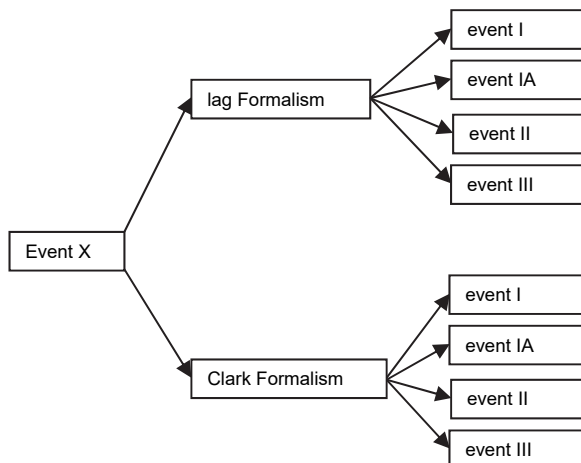 event I
event IA
lag Formalism
event II
event III
Event X
event I
event IA
Clark Formalism
event II
event III